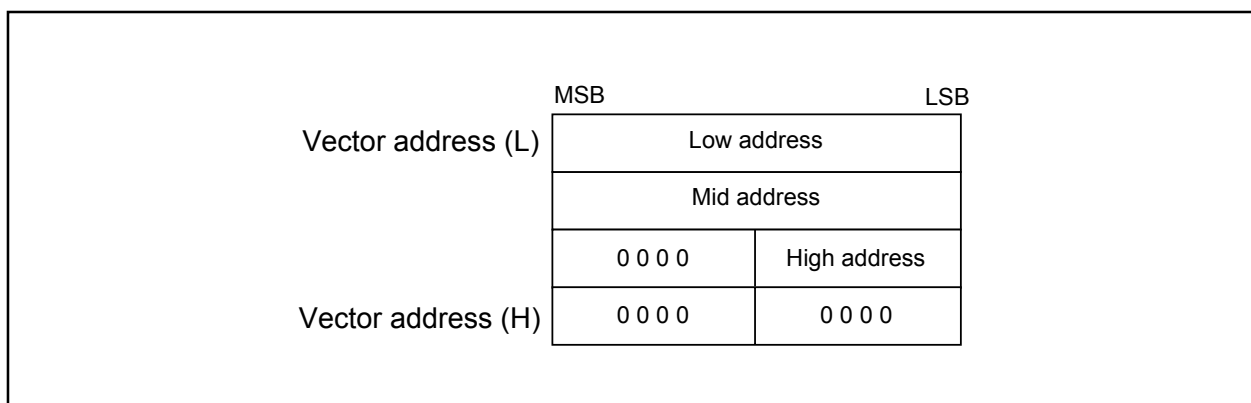 MSB LSB
Vector address (L) Low address
Mid address
0 0 0 0 High address
Vector address (H) 0 0 0 0 0 0 0 0